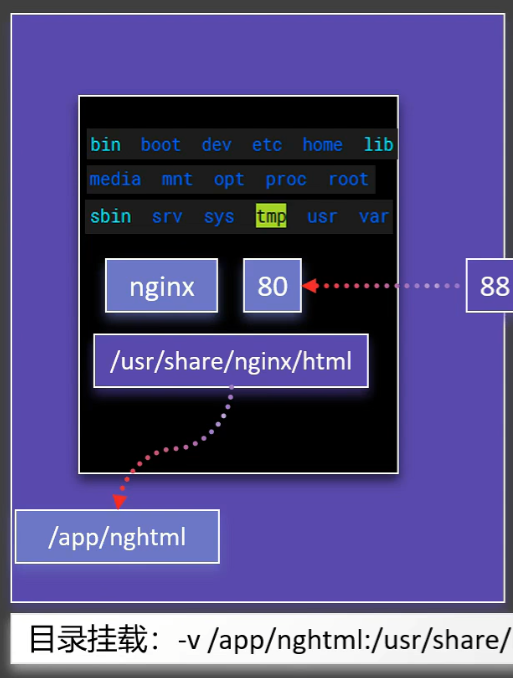 bin boot dev etc home lib
media mnt opt proc root
sbin srv sys tmp usr var
nginx 80 88
/usr/share/nginx/html
/app/nghtml
目录挂载：-v /app/nghtml:/usr/share/